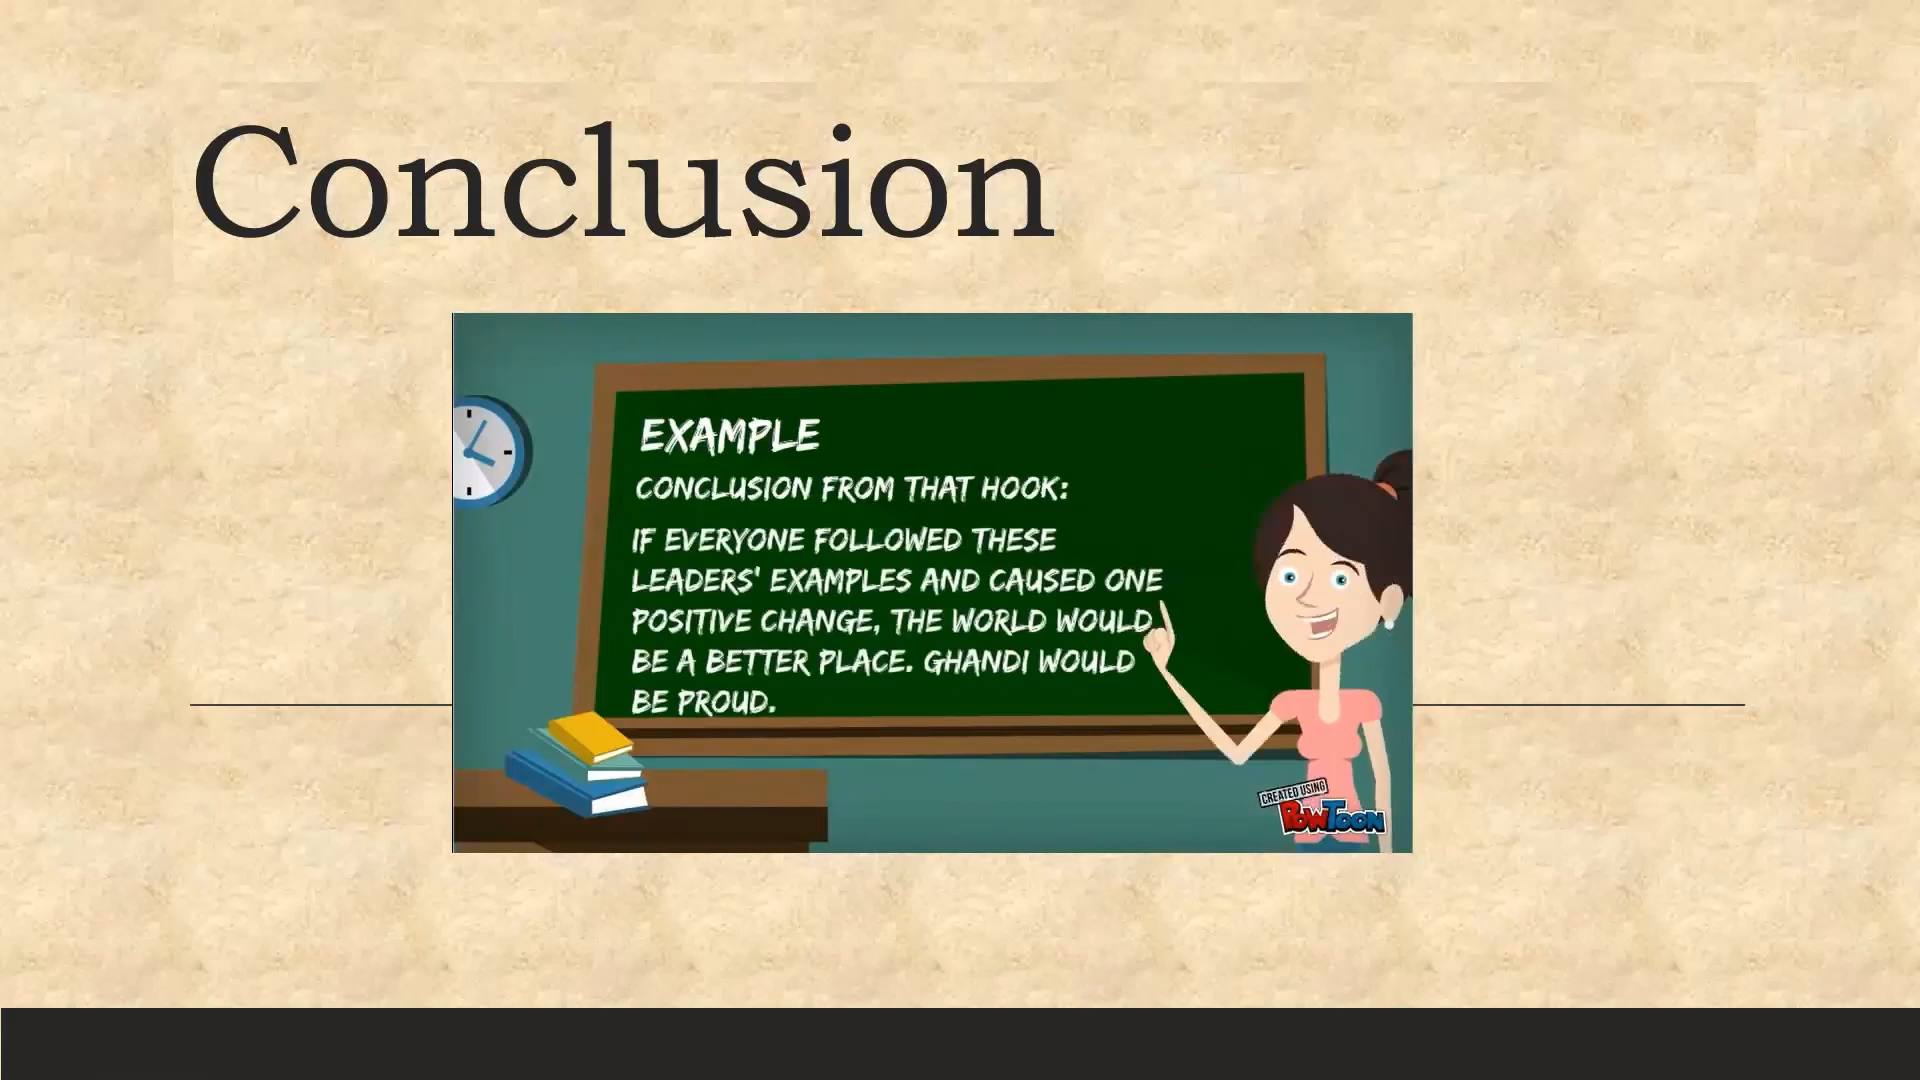 Conclusion
EXAMPLE
CONCLUSION FROM THAT HOOK:
IF EVERYONE FOLLOWED THESE
LEADERS' EXAMPLES AND CAUSED ONE
POSITIVE CHANGE, THE WORLD WOULD
BE A BETTER PLACE. GHANDI WOULD
BE PROUD.
CREATED USING
POWTOON